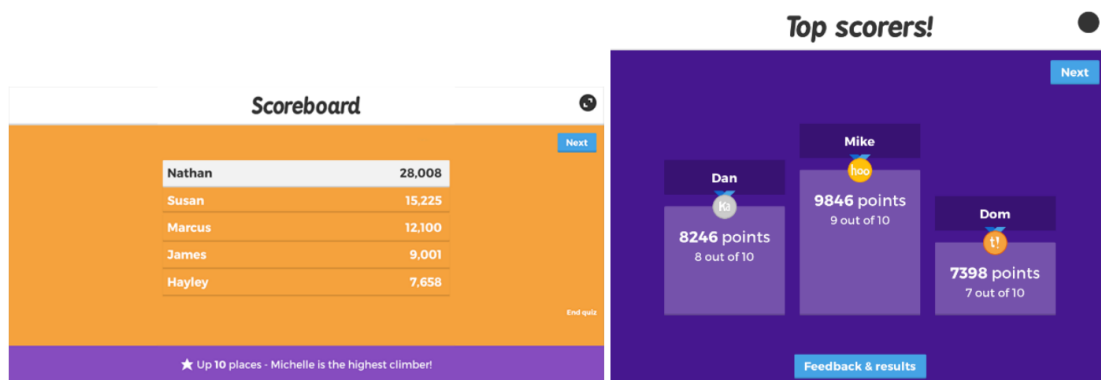 Scoreboard
Next
Nathan 28,008
Susan 15,225
Marcus 12,100
James 9,001
Hayley 7,658
End quiz
Up 10 places - Michelle is the highest climber!
Top scorers!
Next
Mike
hoo
9846 points
9 out of 10
Dan
Ka
8246 points
8 out of 10
Dom
t!
7398 points
7 out of 10
Feedback & results